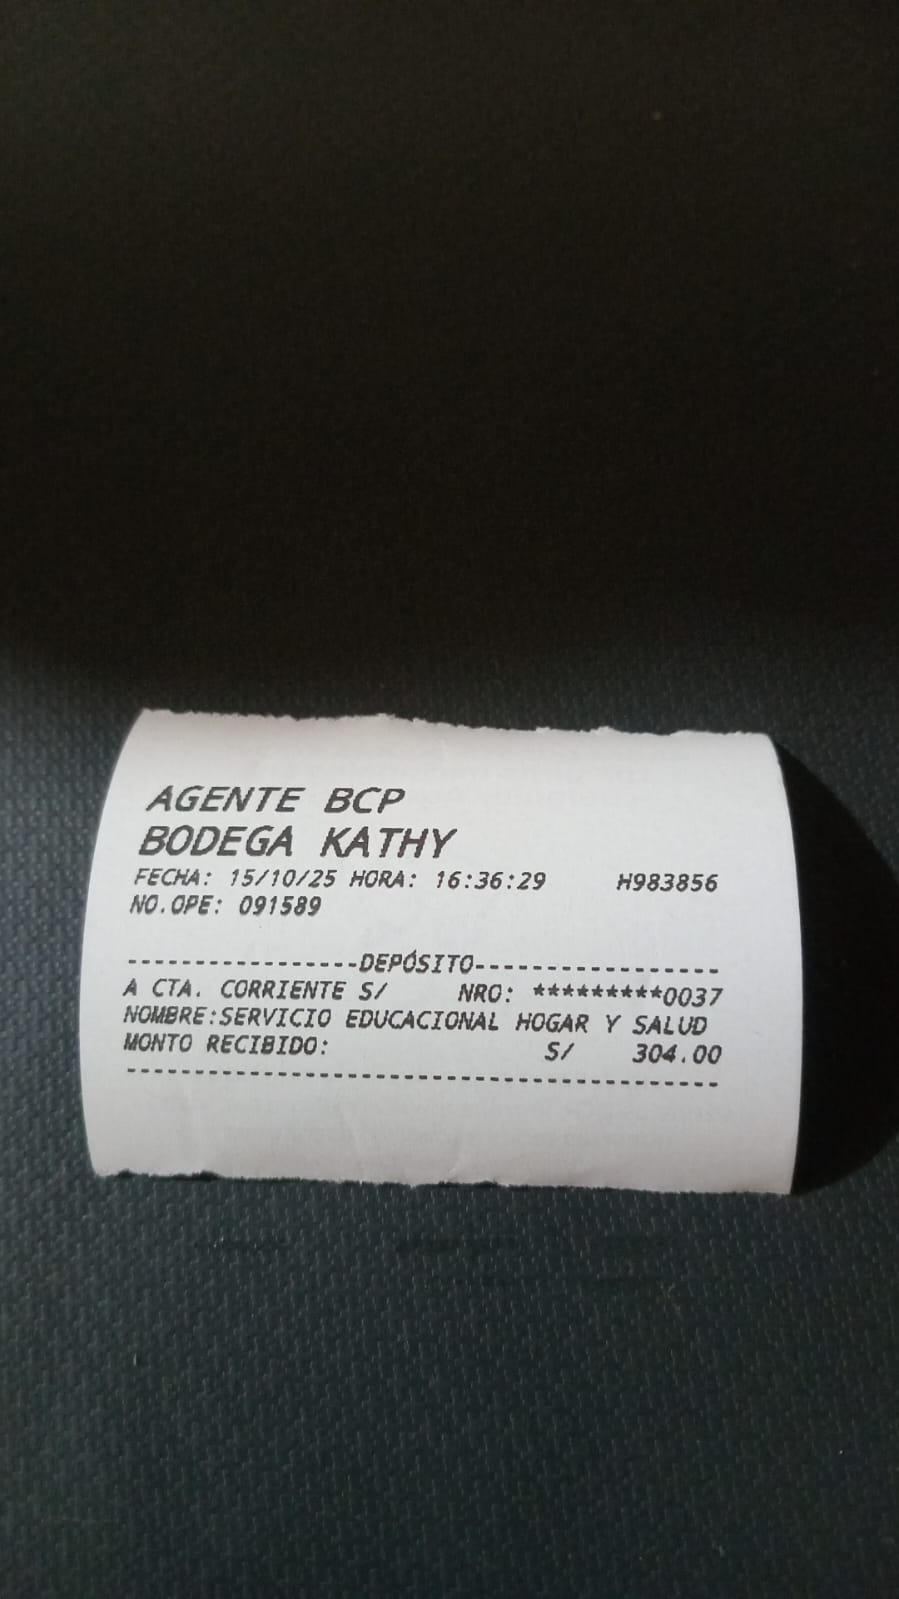 AGENTE BCP
BODEGA KATHY
FECHA: 15/10/25 HORA: 16:36:29 H983856
NO.OPE: 091589
-----------------DEPÓSITO-----------------
A CTA. CORRIENTE S/ NRO: *********0037
NOMBRE:SERVICIO EDUCACIONAL HOGAR Y SALUD
MONTO RECIBIDO: S/ 304.00
------------------------------------------